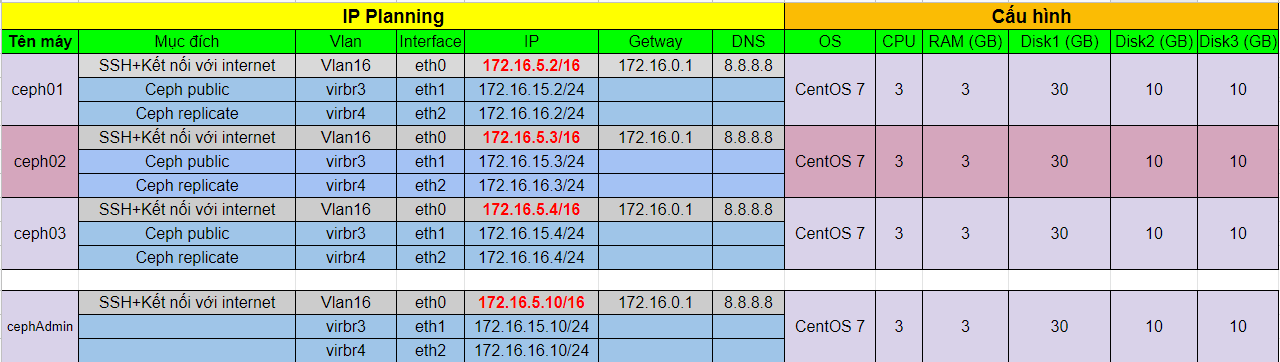 IP Planning Cấu hình
Tên máy Mục đích Vlan Interface IP Getway DNS OS CPU RAM (GB) Disk1 (GB) Disk2 (GB) Disk3 (GB)
SSH+Kết nối với internet Vlan16 eth0 172.16.5.2/16 172.16.0.1 8.8.8.8
ceph01 Ceph public virbr3 eth1 172.16.15.2/24 CentOS 7 3 3 30 10 10
Ceph replicate virbr4 eth2 172.16.16.2/24
SSH+Kết nối với internet Vlan16 eth0 172.16.5.3/16 172.16.0.1 8.8.8.8
ceph02 Ceph public virbr3 eth1 172.16.15.3/24 CentOS 7 3 3 30 10 10
Ceph replicate virbr4 eth2 172.16.16.3/24
SSH+Kết nối với internet Vlan16 eth0 172.16.5.4/16 172.16.0.1 8.8.8.8
ceph03 Ceph public virbr3 eth1 172.16.15.4/24 CentOS 7 3 3 30 10 10
Ceph replicate virbr4 eth2 172.16.16.4/24
SSH+Kết nối với internet Vlan16 eth0 172.16.5.10/16 172.16.0.1 8.8.8.8
cephAdmin virbr3 eth1 172.16.15.10/24 CentOS 7 3 3 30 10 10
virbr4 eth2 172.16.16.10/24